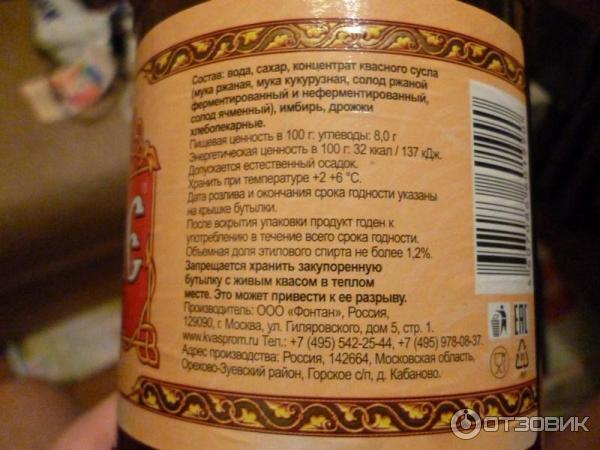 Состав: вода, сахар, концентрат квасного сусла
(мука ржаная, мука кукурузная, солод ржаной
ферментированный и неферментированный,
солод ячменный), имбирь, дрожжи
хлебопекарные.
Пищевая ценность в 100 г: углеводы: 8,0 г
Энергетическая ценность в 100 г: 32 ккал / 137 кДж.
Допускается естественный осадок.
Хранить при температуре +2 +6 °C.
Дата розлива и окончания срока годности указаны
на крышке бутылки.
После вскрытия упаковки продукт годен к
употреблению в течение всего срока годности.
Объемная доля этилового спирта не более 1,2%.
Запрещается хранить закупоренную
бутылку с живым квасом в теплом
месте. Это может привести к ее разрыву.
Производитель: ООО «Фонтан», Россия,
129090, г. Москва, ул. Гиляровского, дом 5, стр. 1.
www.kvasprom.ru Тел.: +7 (495) 542-25-44, +7 (495) 978-08-37.
Адрес производства: Россия, 142664, Московская область,
Орехово-Зуевский район, Горское с/п, д. Кабаново.
ЕАС
ОТЗОВИК